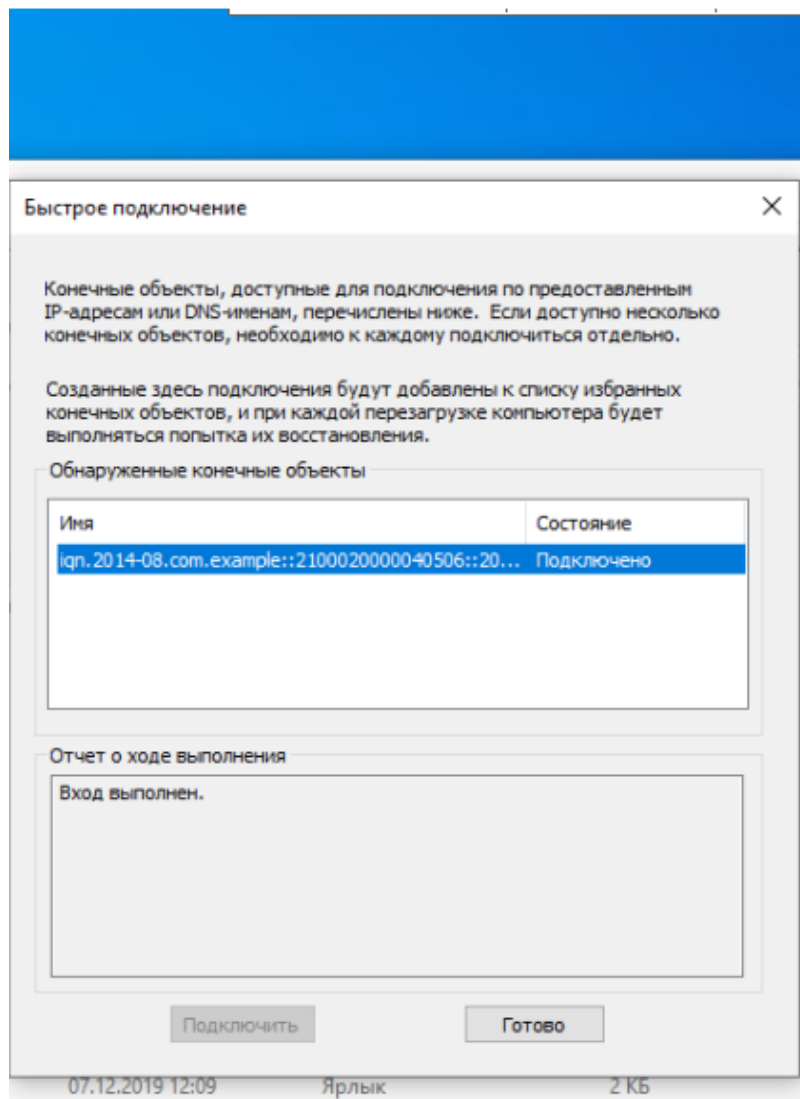 Быстрое подключение
Конечные объекты, доступные для подключения по предоставленным
IP-адресам или DNS-именам, перечислены ниже.  Если доступно несколько
конечных объектов, необходимо к каждому подключиться отдельно.
Созданные здесь подключения будут добавлены к списку избранных
конечных объектов, и при каждой перезагрузке компьютера будет
выполняться попытка их восстановления.
Обнаруженные конечные объекты
Имя Состояние
iqn.2014-08.com.example::2100020000040506::20... Подключено
Отчет о ходе выполнения
Вход выполнен.
Подключить Готово
07.12.2019 12:09 Ярлык 2 КБ